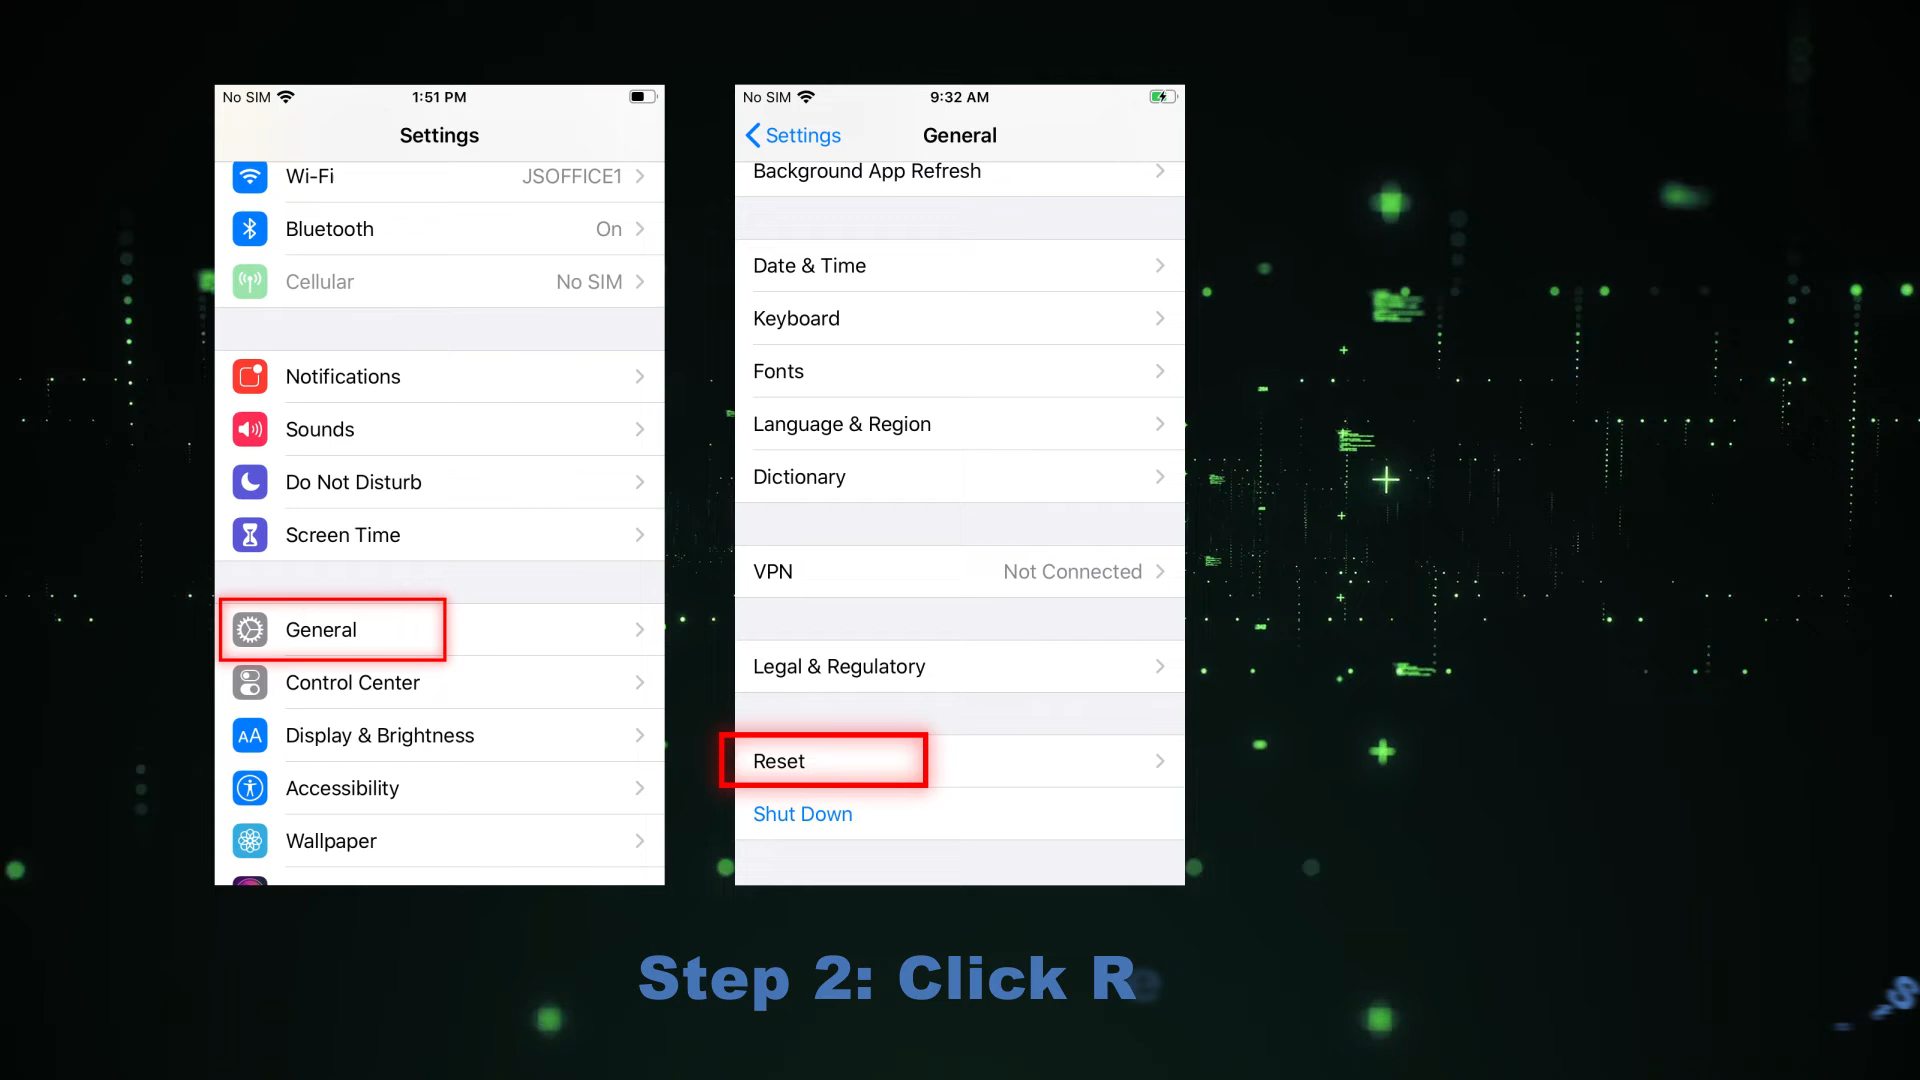 No SIM 1:51 PM
Settings
Wi-Fi JSOFFICE1
Bluetooth On
Cellular No SIM
Notifications
Sounds
Do Not Disturb
Screen Time
General
Control Center
AA Display & Brightness
Accessibility
Wallpaper
No SIM 9:32 AM
Settings General
Background App Refresh
Date & Time
Keyboard
Fonts
Language & Region
Dictionary
VPN Not Connected
Legal & Regulatory
Reset
Shut Down
Step 2: Click Re